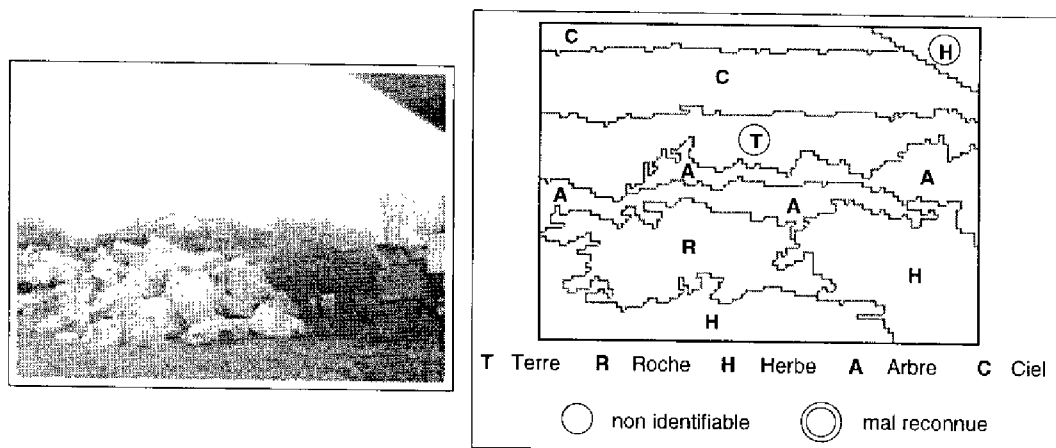 C
H
C
T
A
A
A
A
R
H
H
T Terre R Roche H Herbe A Arbre C Ciel
non identifiable mal reconnue